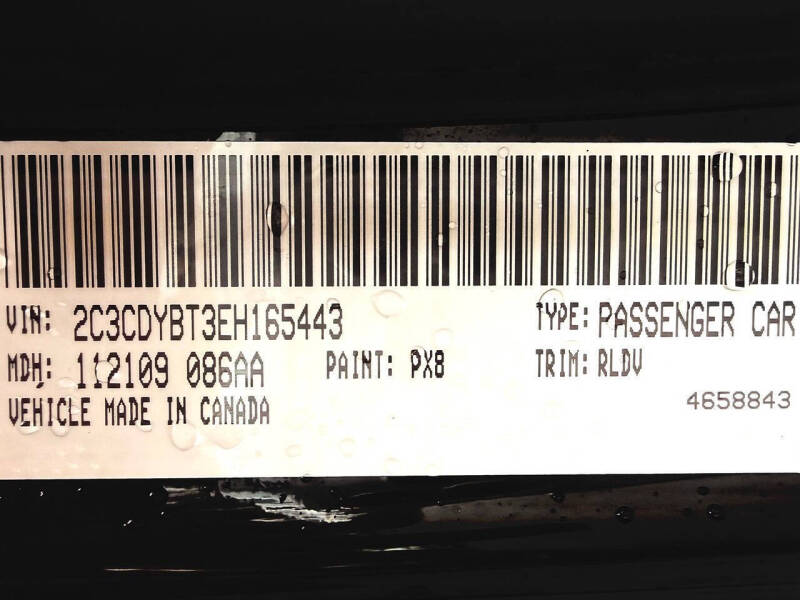 VIN: 2C3CDYBT3EH165443 TYPE: PASSENGER CAR
MDH: 112109 086AA PAINT: PX8 TRIM: RLDV
VEHICLE MADE IN CANADA 4658843